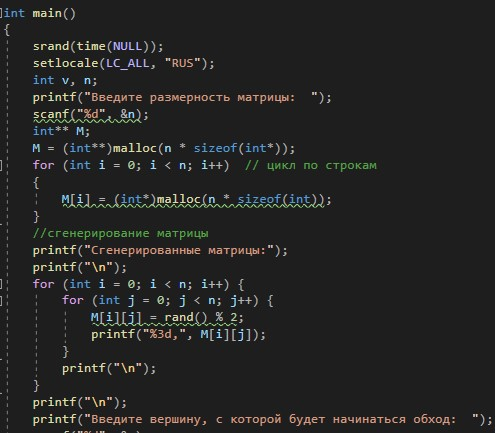 int main()
{
srand(time(NULL));
setlocale(LC_ALL, "RUS");
int v, n;
printf("Введите размерность матрицы:  ");
scanf("%d", &n);
int** M;
M = (int**)malloc(n * sizeof(int*));
for (int i = 0; i < n; i++)  // цикл по строкам
{
M[i] = (int*)malloc(n * sizeof(int));
}
//сгенерирование матрицы
printf("Сгенерированные матрицы:");
printf("\n");
for (int i = 0; i < n; i++) {
for (int j = 0; j < n; j++) {
M[i][j] = rand() % 2;
printf("%3d,", M[i][j]);
}
printf("\n");
}
printf("\n");
printf("Введите вершину, с которой будет начинаться обход:  ");